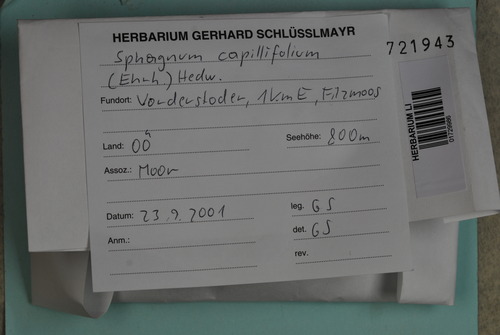 HERBARIUM GERHARD SCHLÜSSLMAYR
Sphagnum capillifolium
(Ehrh.) Hedw.
Fundort: Vorderstoder, 1km E, Filzmoos
Land: OÖ
Seehöhe: 800m
Assoz.: Moor
Datum: 23.9.2001
leg. GS
Anm.:
det. GS
rev.
721943
HERBARIUM LI